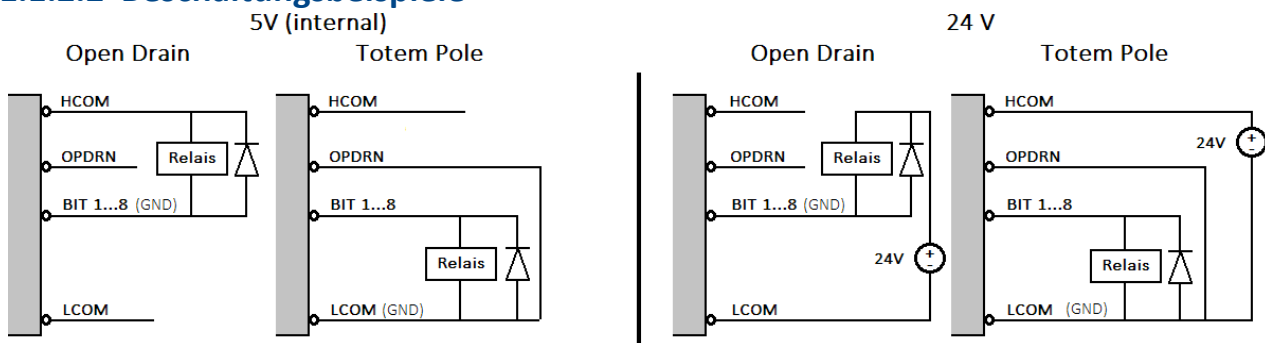 5V (internal)
24 V
Open Drain
Totem Pole
Open Drain
Totem Pole
HCOM
OPDRN
Relais
BIT 1...8 (GND)
LCOM
HCOM
OPDRN
BIT 1...8
Relais
LCOM (GND)
HCOM
OPDRN
Relais
BIT 1...8 (GND)
24V
+
-
LCOM
HCOM
24V
+
-
OPDRN
BIT 1...8
Relais
LCOM (GND)